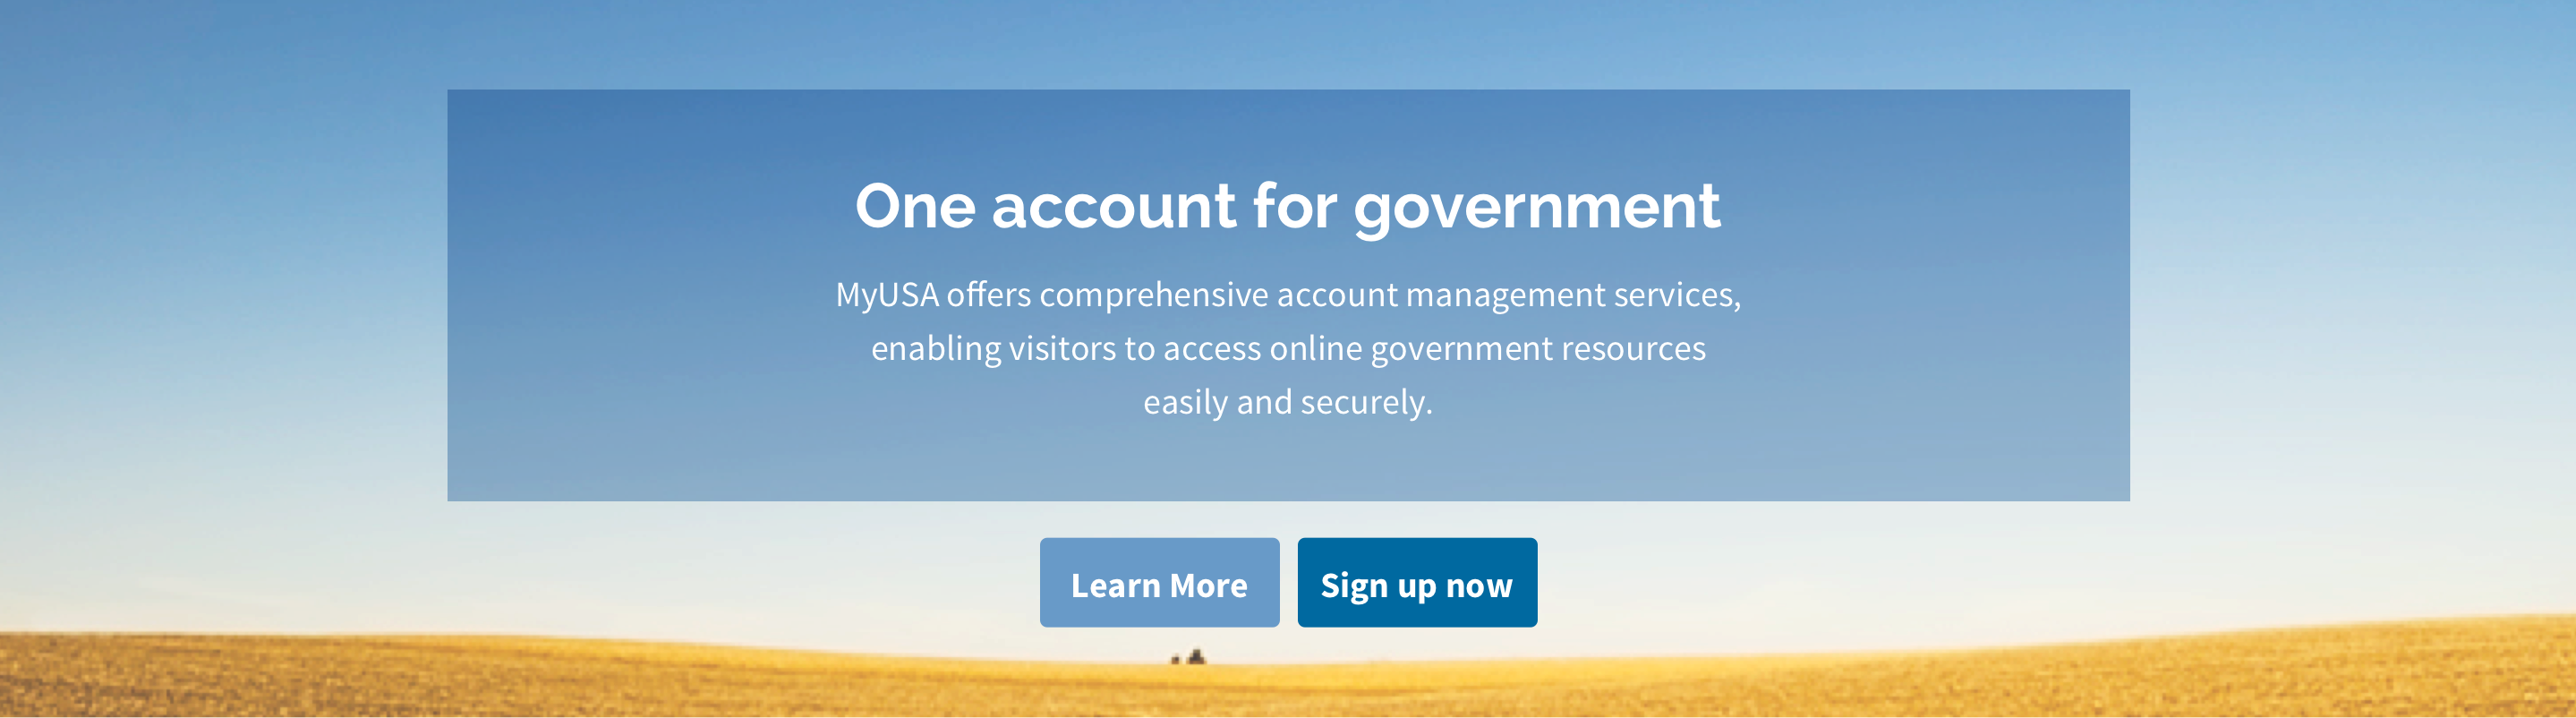 One account for government
MyUSA offers comprehensive account management services,
enabling visitors to access online government resources
easily and securely.
Learn More
Sign up now